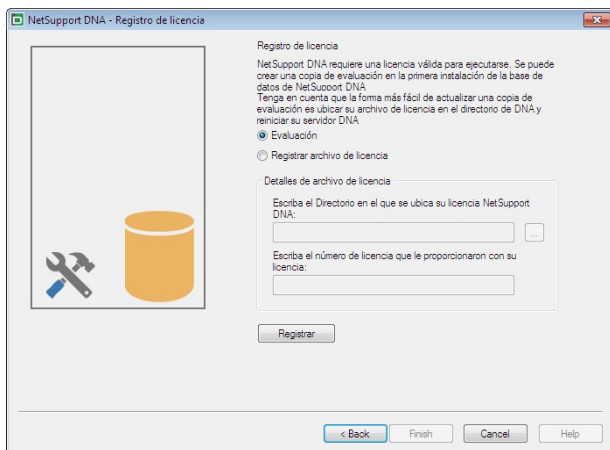 NetSupport DNA - Registro de licencia
Registro de licencia
NetSupport DNA requiere una licencia válida para ejecutarse. Se puede
crear una copia de evaluación en la primera instalación de la base de
datos de NetSupport DNA
Tenga en cuenta que la forma más fácil de actualizar una copia de
evaluación es ubicar su archivo de licencia en el directorio de DNA y
reiniciar su servidor DNA
Evaluación
Registrar archivo de licencia
Detalles de archivo de licencia
Escriba el Directorio en el que se ubica su licencia NetSupport
DNA:
...
Escriba el número de licencia que le proporcionaron con su
licencia:
Registrar
< Back Finish Cancel Help